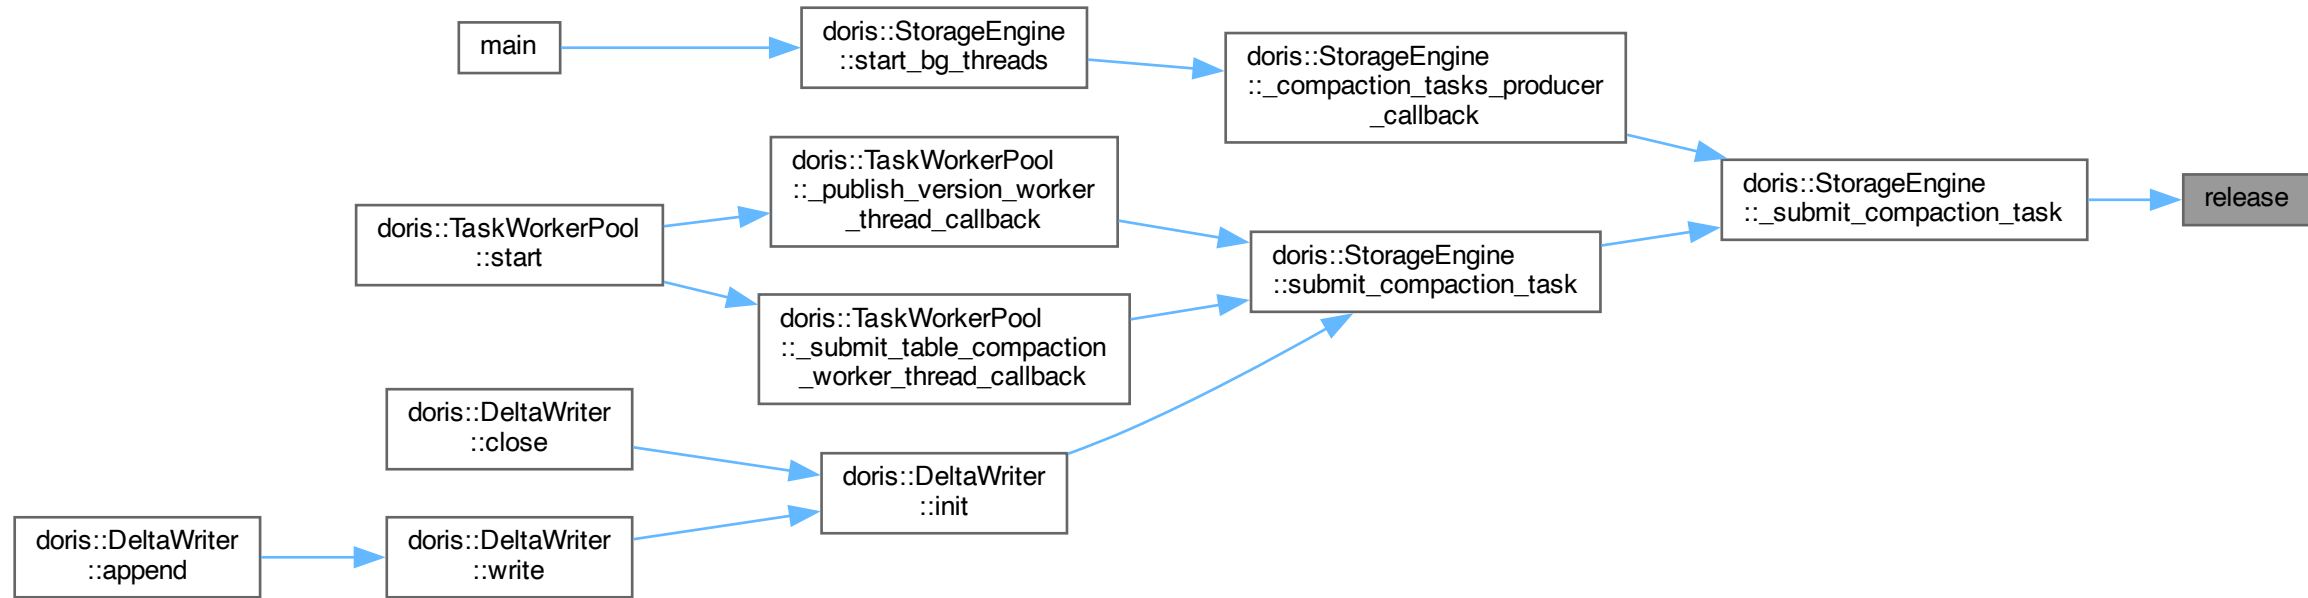 main
doris::StorageEngine
::start_bg_threads
doris::StorageEngine
::_compaction_tasks_producer
_callback
doris::TaskWorkerPool
::_publish_version_worker
_thread_callback
doris::StorageEngine
::_submit_compaction_task
release
doris::TaskWorkerPool
::start
doris::StorageEngine
::submit_compaction_task
doris::TaskWorkerPool
::_submit_table_compaction
_worker_thread_callback
doris::DeltaWriter
::close
doris::DeltaWriter
::init
doris::DeltaWriter
::append
doris::DeltaWriter
::write